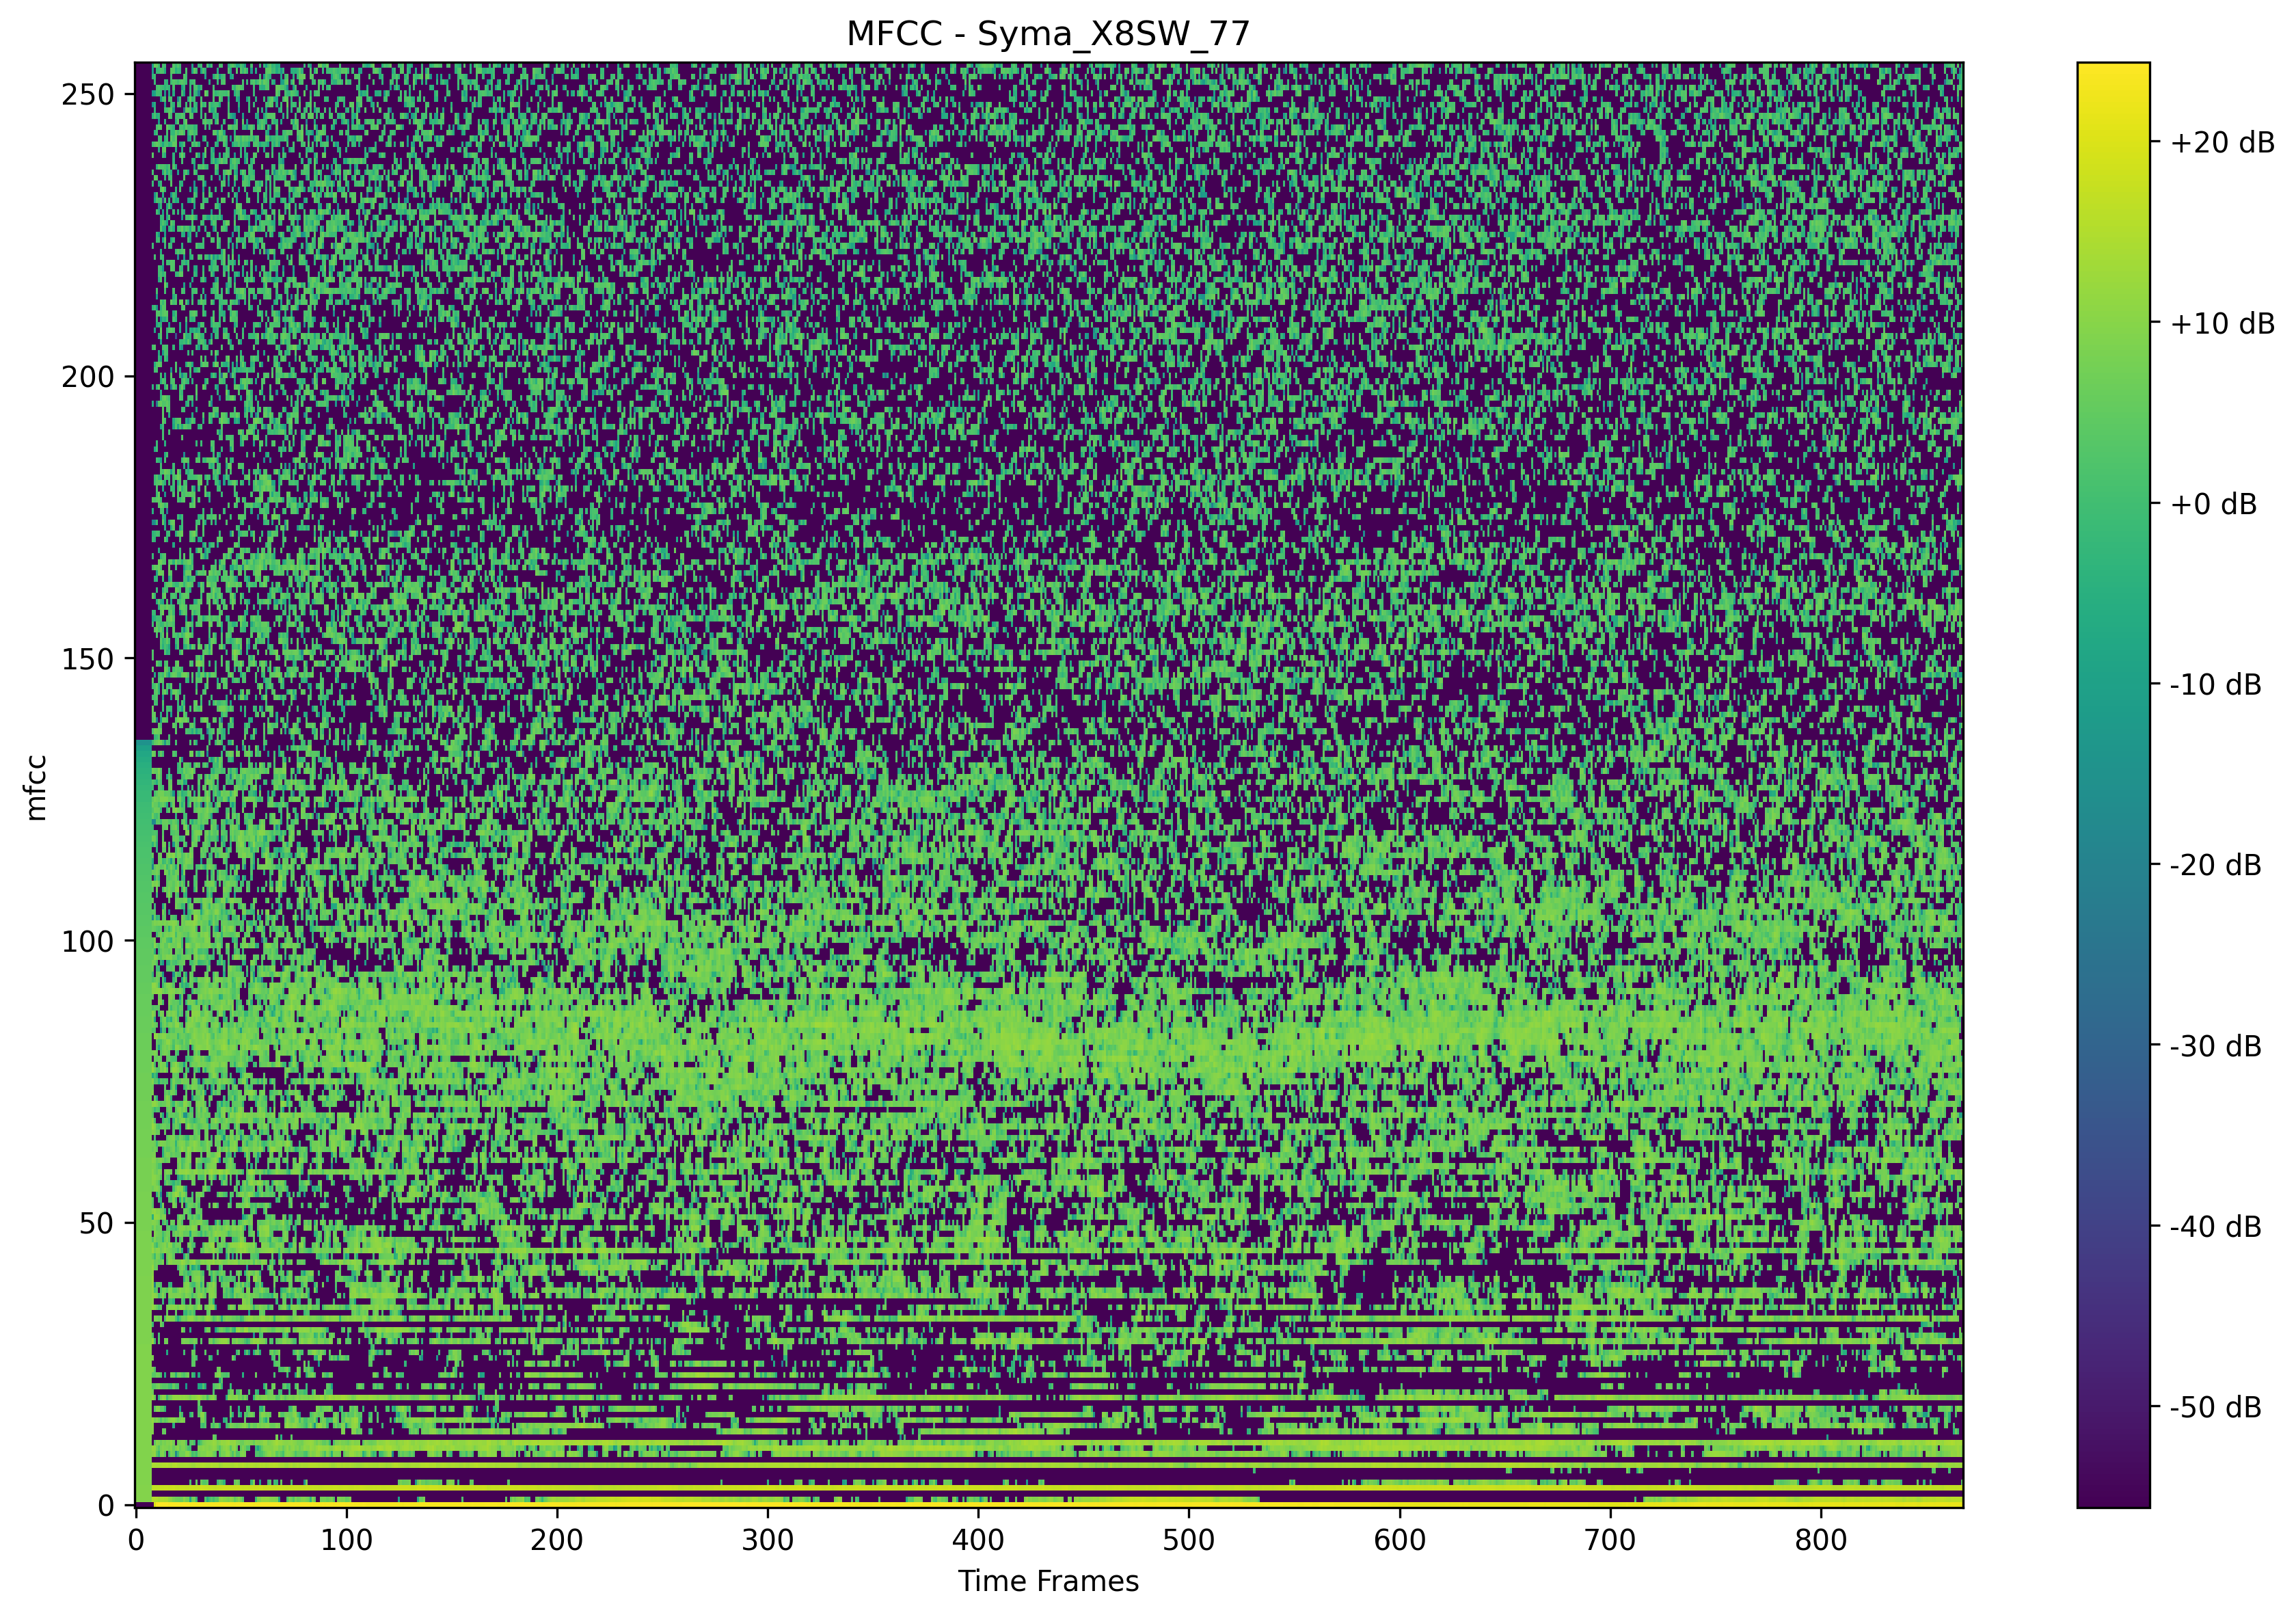 MFCC - Syma_X8SW_77
250
200
150
100
50
0
mfcc
0 100 200 300 400 500 600 700 800
Time Frames
+20 dB
+10 dB
+0 dB
-10 dB
-20 dB
-30 dB
-40 dB
-50 dB